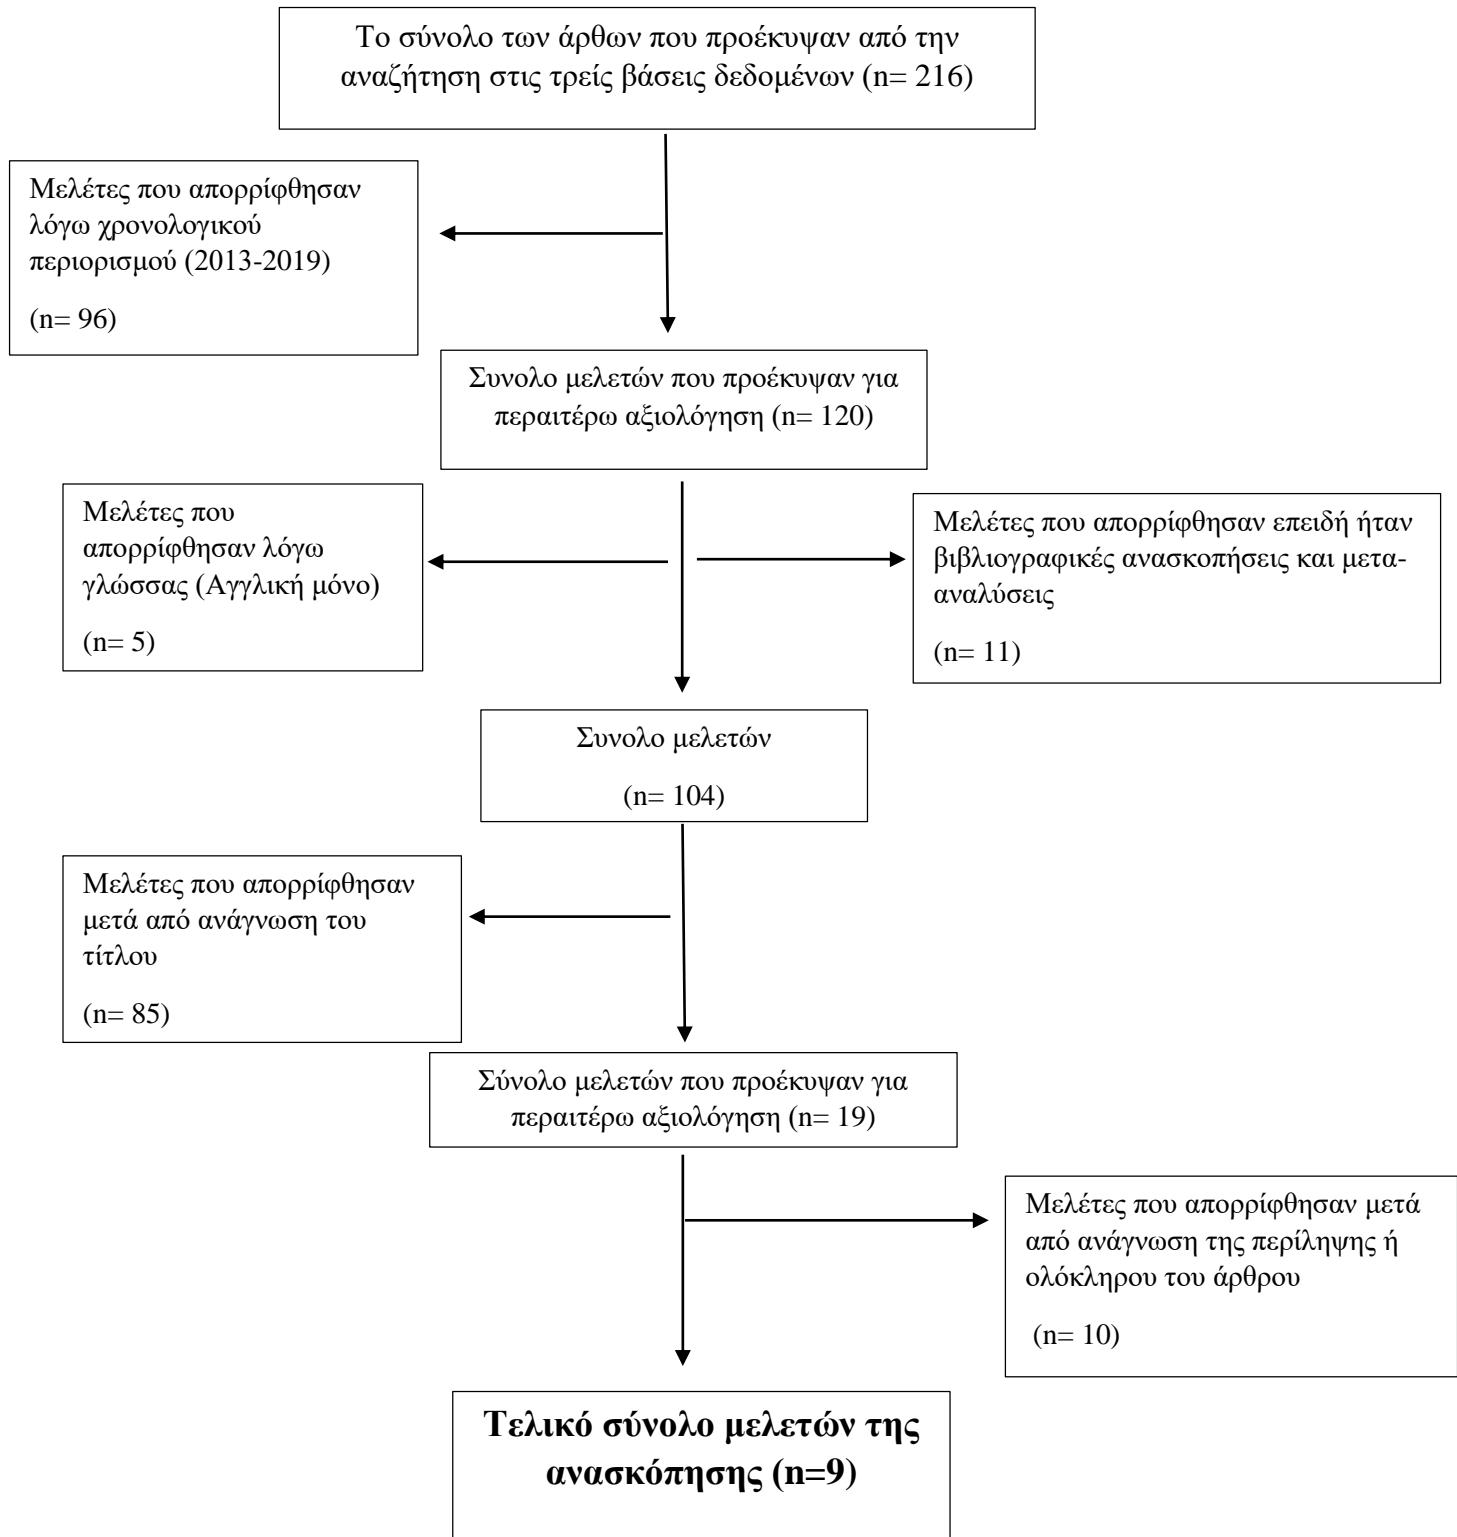 Το σύνολο των άρθων που προέκυψαν από την
αναζήτηση στις τρείς βάσεις δεδομένων (n= 216)
Μελέτες που απορρίφθησαν
λόγω χρονολογικού
περιορισμού (2013-2019)
(n= 96)
Συνολο μελετών που προέκυψαν για
περαιτέρω αξιολόγηση (n= 120)
Μελέτες που
απορρίφθησαν λόγω
γλώσσας (Αγγλική μόνο)
(n= 5)
Μελέτες που απορρίφθησαν επειδή ήταν
βιβλιογραφικές ανασκοπήσεις και μετα-
αναλύσεις
(n= 11)
Συνολο μελετών
(n= 104)
Μελέτες που απορρίφθησαν
μετά από ανάγνωση του
τίτλου
(n= 85)
Σύνολο μελετών που προέκυψαν για
περαιτέρω αξιολόγηση (n= 19)
Μελέτες που απορρίφθησαν μετά
από ανάγνωση της περίληψης ή
ολόκληρου του άρθρου
(n= 10)
Τελικό σύνολο μελετών της
ανασκόπησης (n=9)